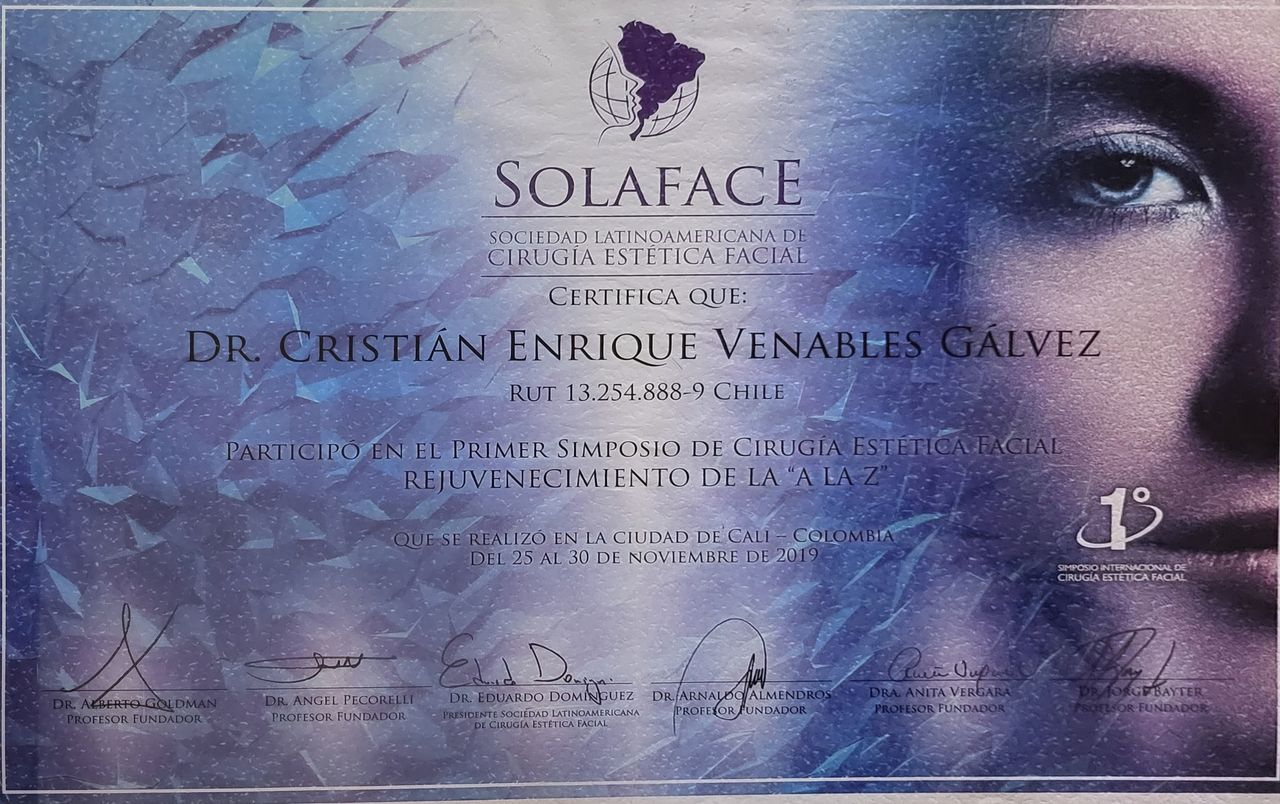 SOLAFACE
SOCIEDAD LATINOAMERICANA DE
CIRUGÍA ESTÉTICA FACIAL
CERTIFICA QUE:
DR. CRISTIÁN ENRIQUE VENABLES GÁLVEZ
RUT 13.254.888-9 CHILE
PARTICIPÓ EN EL PRIMER SIMPOSIO DE CIRUGÍA ESTÉTICA FACIAL
REJUVENECIMIENTO DE LA “A LA Z”
QUE SE REALIZÓ EN LA CIUDAD DE CALI – COLOMBIA
DEL 25 AL 30 DE NOVIEMBRE DE 2019
1°
SIMPOSIO INTERNACIONAL DE
CIRUGÍA ESTÉTICA FACIAL
DR. ALBERTO GOLDMAN
PROFESOR FUNDADOR
DR. ANGEL PECORELLI
PROFESOR FUNDADOR
DR. EDUARDO DOMÍNGUEZ
PRESIDENTE SOCIEDAD LATINOAMERICANA
DE CIRUGÍA ESTÉTICA FACIAL
DR. ARNALDO ALMENDROS
PROFESOR FUNDADOR
DRA. ANITA VERGARA
PROFESOR FUNDADOR
DR. JORGE BAYTER
PROFESOR FUNDADOR